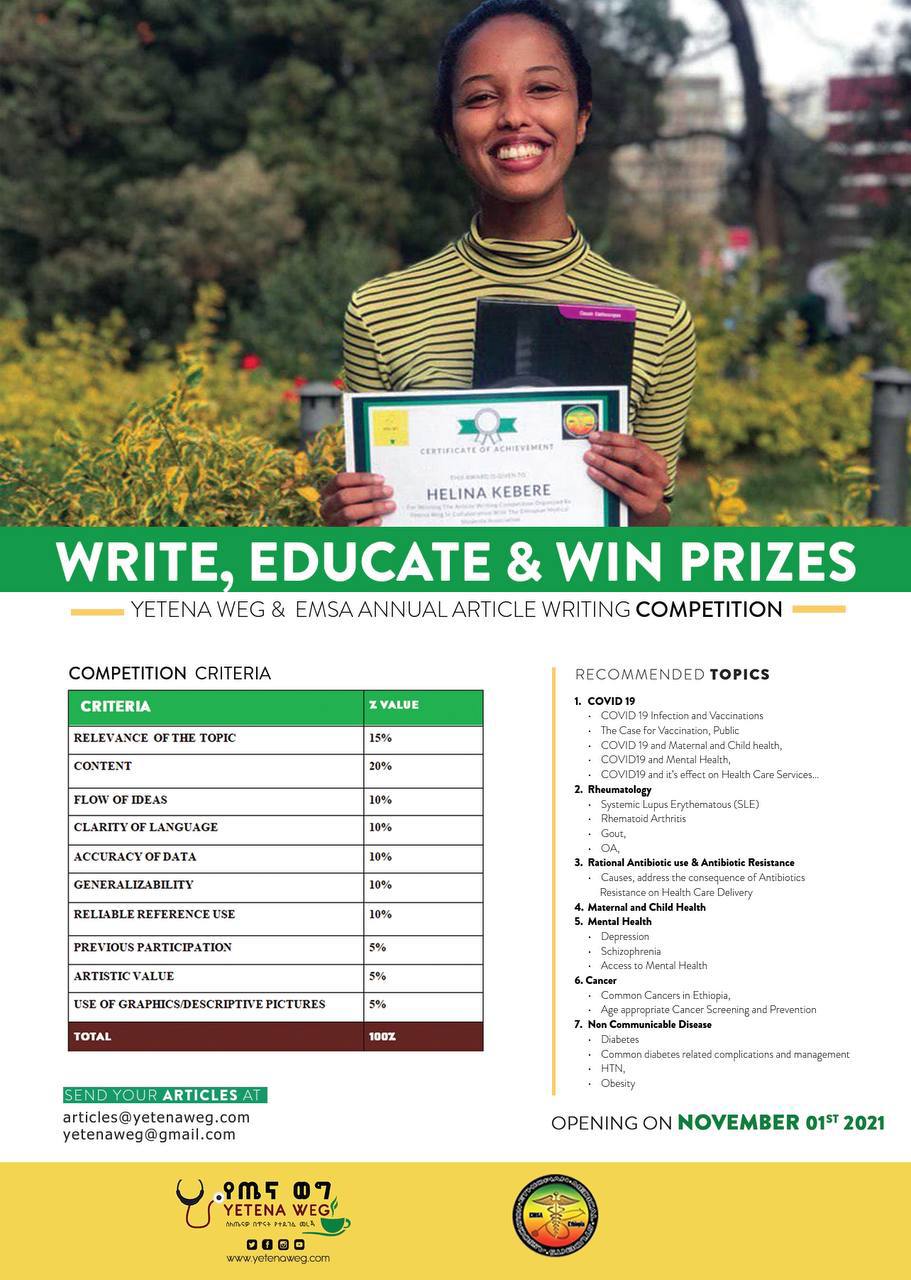 Classic Stethoscopes
CERTIFICATE OF ACHIEVEMENT
THIS AWARD IS GIVEN TO
HELINA KEBERE
For Winning The Article Writing Competition Organized By
Yetena Weg In Collaboration With The Ethiopian Medical
Students Association
WRITE, EDUCATE & WIN PRIZES
YETENA WEG & EMSA ANNUAL ARTICLE WRITING COMPETITION
COMPETITION CRITERIA
CRITERIA % VALUE
RELEVANCE OF THE TOPIC 15%
CONTENT 20%
FLOW OF IDEAS 10%
CLARITY OF LANGUAGE 10%
ACCURACY OF DATA 10%
GENERALIZABILITY 10%
RELIABLE REFERENCE USE 10%
PREVIOUS PARTICIPATION 5%
ARTISTIC VALUE 5%
USE OF GRAPHICS/DESCRIPTIVE PICTURES 5%
TOTAL 100%
SEND YOUR ARTICLES AT
articles@yetenaweg.com
yetenaweg@gmail.com
RECOMMENDED TOPICS
1. COVID 19
• COVID 19 Infection and Vaccinations
• The Case for Vaccination, Public
• COVID 19 and Maternal and Child health,
• COVID19 and Mental Health,
• COVID19 and it's effect on Health Care Services...
2. Rheumatology
• Systemic Lupus Erythematous (SLE)
• Rhematoid Arthritis
• Gout,
• OA,
3. Rational Antibiotic use & Antibiotic Resistance
• Causes, address the consequence of Antibiotics
Resistance on Health Care Delivery
4. Maternal and Child Health
5. Mental Health
• Depression
• Schizophrenia
• Access to Mental Health
6. Cancer
• Common Cancers in Ethiopia,
• Age appropriate Cancer Screening and Prevention
7. Non Communicable Disease
• Diabetes
• Common diabetes related complications and management
• HTN,
• Obesity
OPENING ON NOVEMBER 01ST 2021
የጤና ወግ
YETENA WEG
ስለጤናዎ በጥናት የተደገፈ መረጃ
www.yetenaweg.com
ETHIOPIAN MEDICAL
EMSA
Ethiopia
STUDENTS' ASSOCIATION